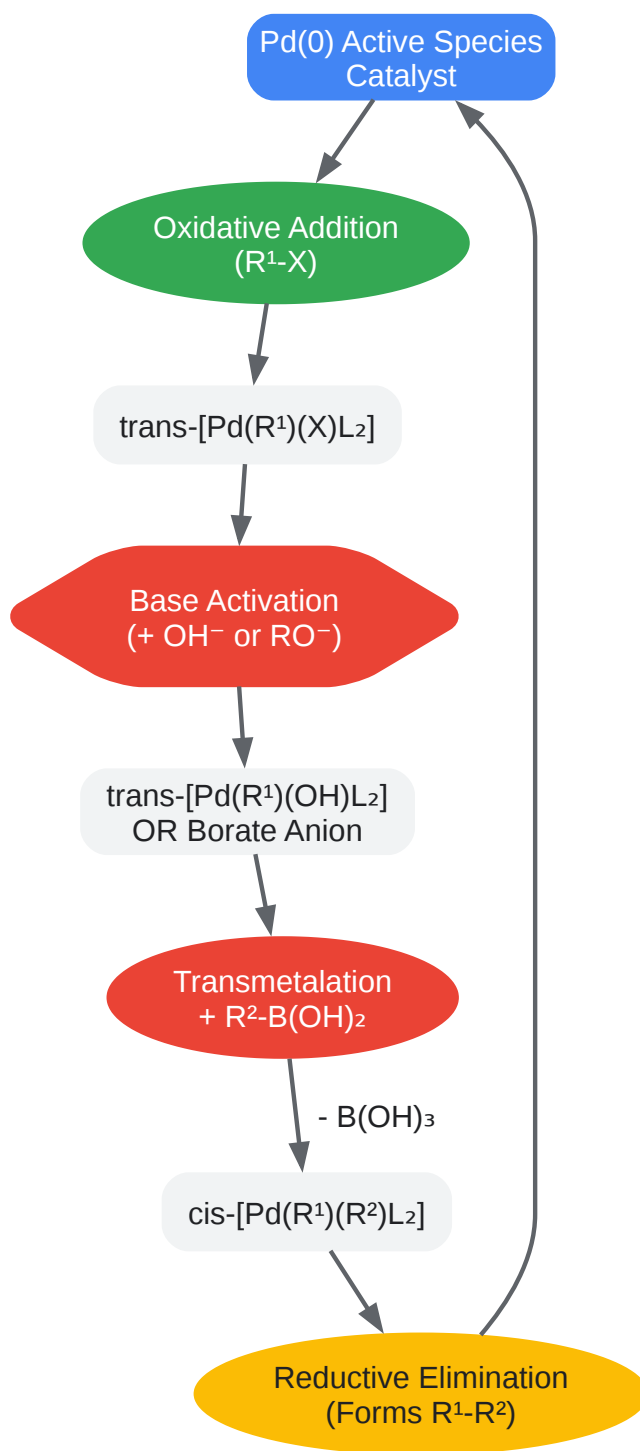 Pd(0) Active Species
Catalyst
Oxidative Addition
(R¹-X)
trans-[Pd(R¹)(X)L₂]
Base Activation
(+ OH⁻ or RO⁻)
trans-[Pd(R¹)(OH)L₂]
OR Borate Anion
Transmetalation
+ R²-B(OH)₂
- B(OH)₃
cis-[Pd(R¹)(R²)L₂]
Reductive Elimination
(Forms R¹-R²)